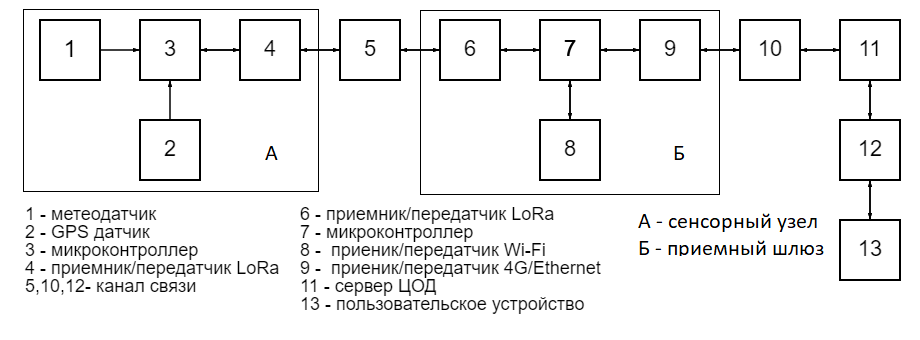 1
3
4
5
6
7
9
10
11
2
А
8
Б
12
13
1 - метеодатчик
2 - GPS датчик
3 - микроконтроллер
4 - приемник/передатчик LoRa
5,10,12- канал связи
6 - приемник/передатчик LoRa
7 - микроконтроллер
8 - приеник/передатчик Wi-Fi
9 - приеник/передатчик 4G/Ethernet
11 - сервер ЦОД
13 - пользовательское устройство
А - сенсорный узел
Б - приемный шлюз